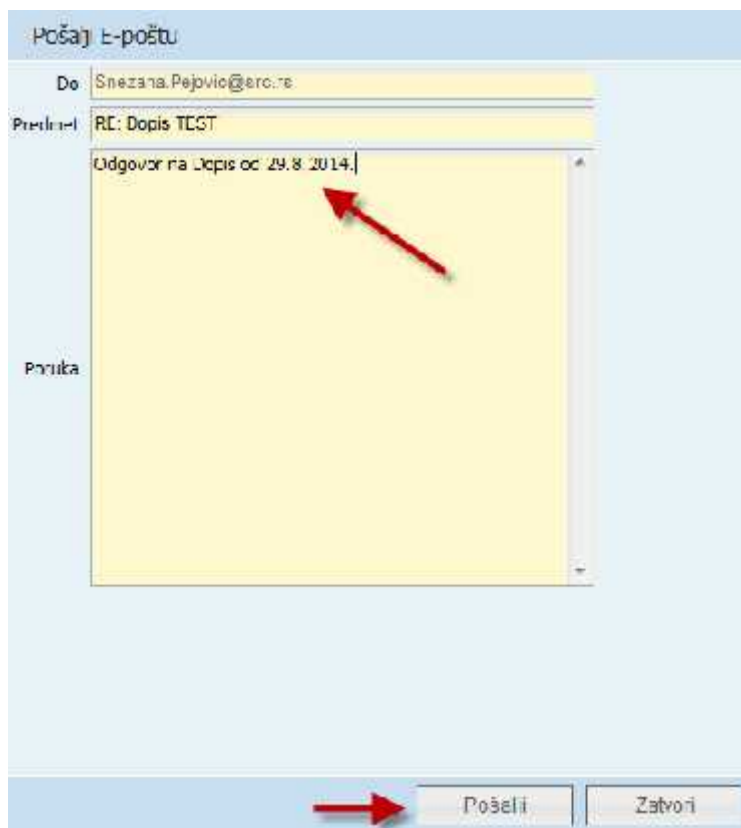 Pošalji E-poštu
Do
Predmet RE: Dopis TEST
Odgovor na Dopis od 29.8.2014.
Poruka
Pošalji Zatvori